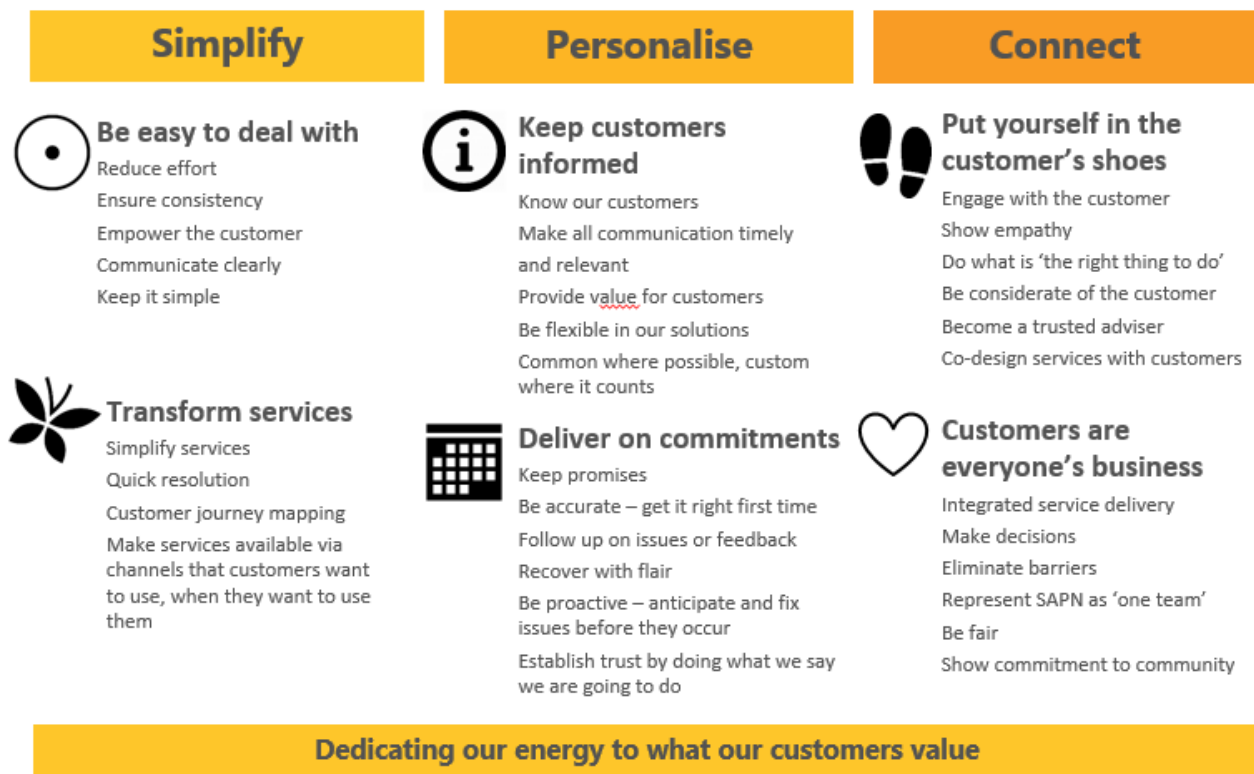 Simplify
Be easy to deal with
Reduce effort
Ensure consistency
Empower the customer
Communicate clearly
Keep it simple
Transform services
Simplify services
Quick resolution
Customer journey mapping
Make services available via
channels that customers want
to use, when they want to use
them
Personalise
Keep customers
informed
Know our customers
Make all communication timely
and relevant
Provide value for customers
Be flexible in our solutions
Common where possible, custom
where it counts
Deliver on commitments
Keep promises
Be accurate – get it right first time
Follow up on issues or feedback
Recover with flair
Be proactive – anticipate and fix
issues before they occur
Establish trust by doing what we say
we are going to do
Connect
Put yourself in the
customer’s shoes
Engage with the customer
Show empathy
Do what is ‘the right thing to do’
Be considerate of the customer
Become a trusted adviser
Co-design services with customers
Customers are
everyone’s business
Integrated service delivery
Make decisions
Eliminate barriers
Represent SAPN as ‘one team’
Be fair
Show commitment to community
Dedicating our energy to what our customers value